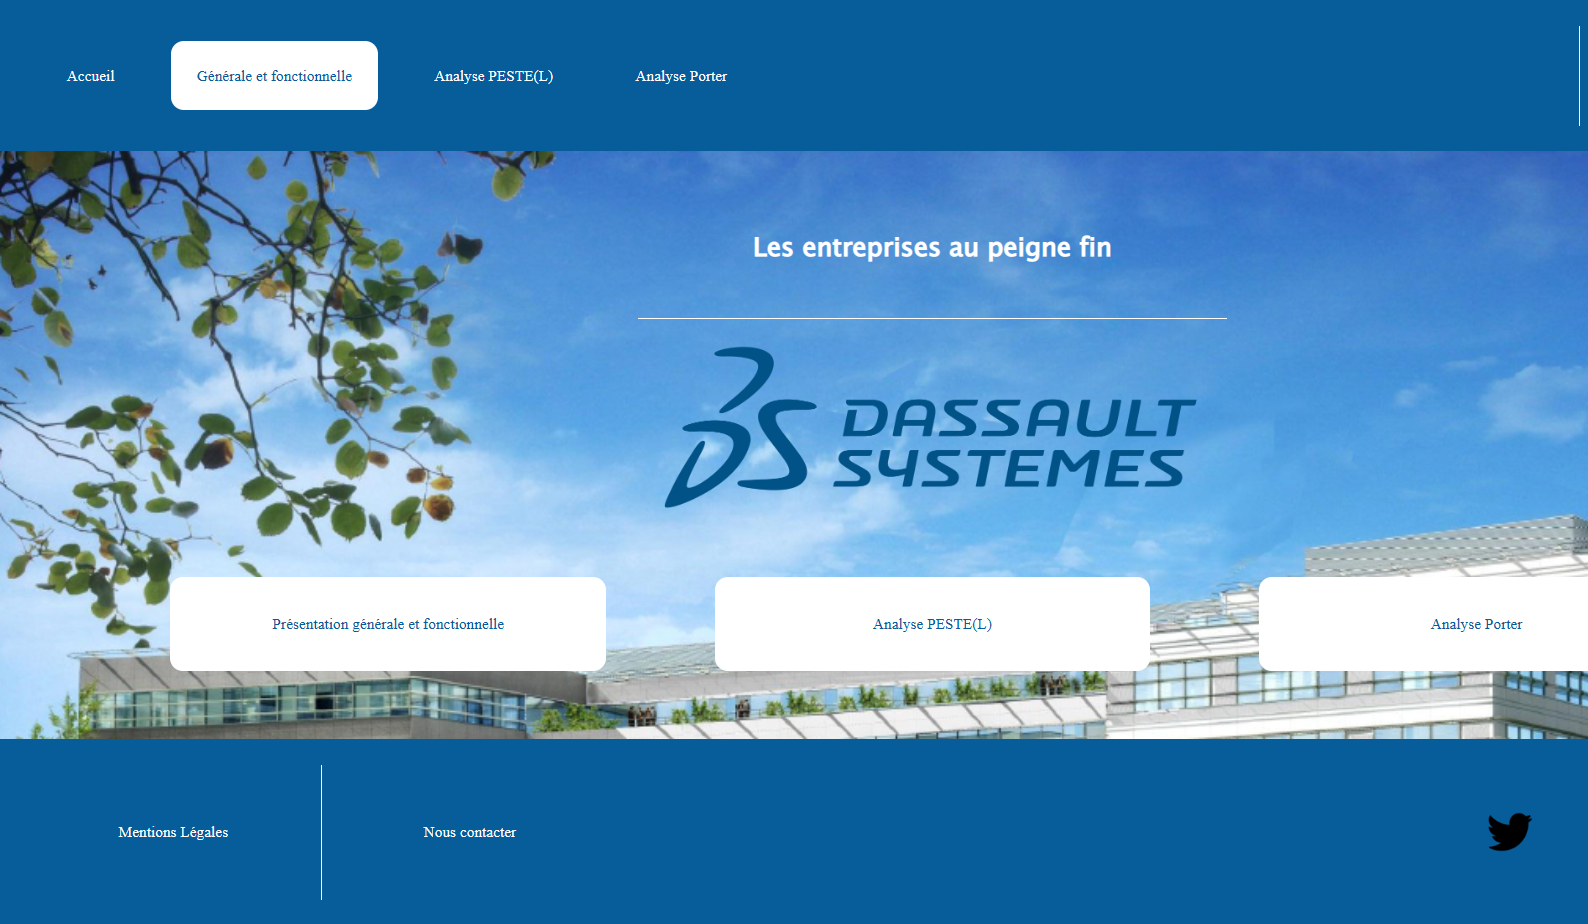 Accueil
Générale et fonctionnelle
Analyse PESTE(L)
Analyse Porter
Les entreprises au peigne fin
DASSAULT
SYSTEMES
Présentation générale et fonctionnelle
Analyse PESTE(L)
Analyse Porter
Mentions Légales
Nous contacter